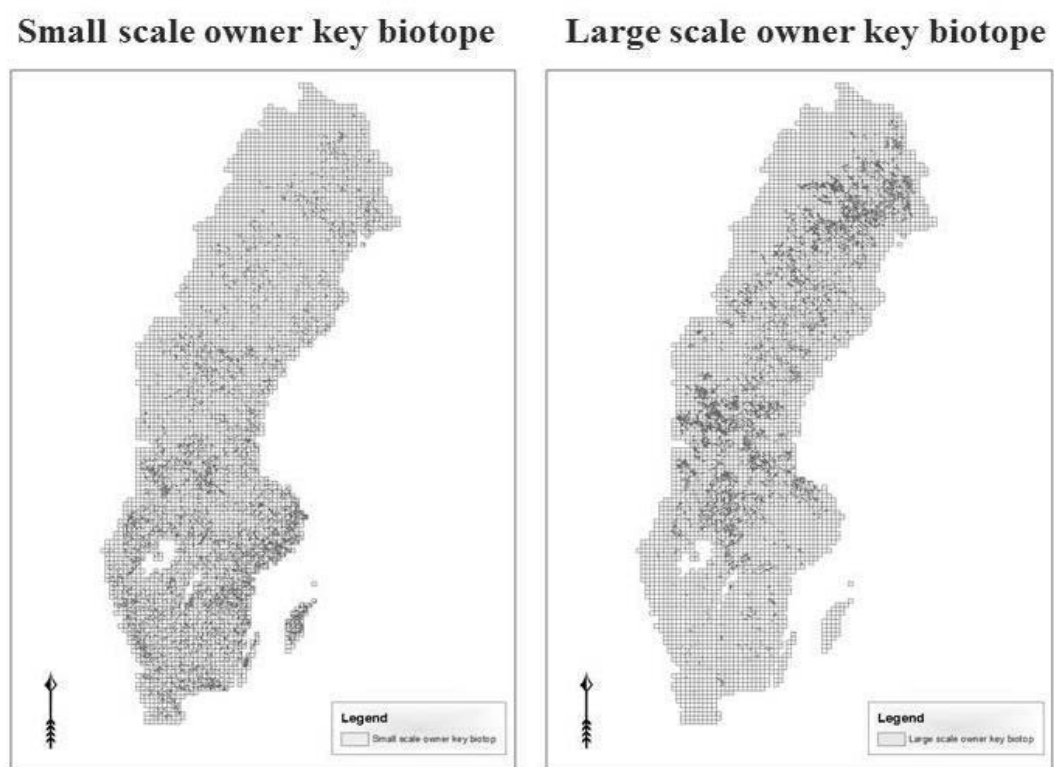 Small scale owner key biotope
Large scale owner key biotope
Legend
Small scale owner key biotop
Legend
Large scale owner key biotop